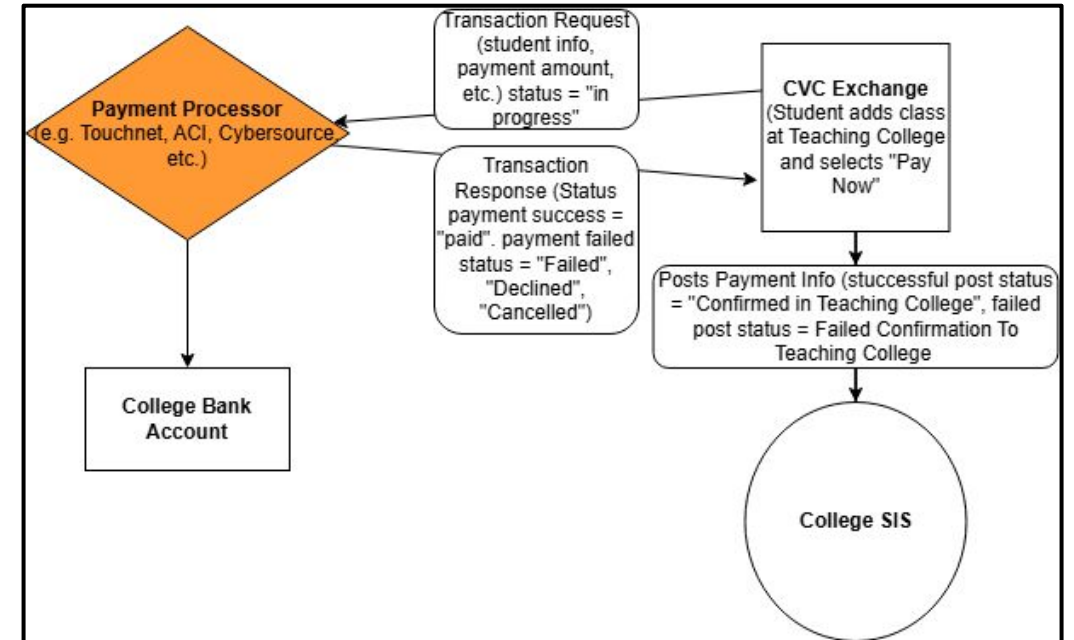 Transaction Request
(student info,
payment amount,
etc.) status = "in
progress"
Payment Processor
(e.g. Touchnet, ACI, Cybersource,
etc.)
CVC Exchange
(Student adds class
at Teaching College
and selects "Pay
Now"
Transaction
Response (Status
payment success =
"paid". payment failed
status = "Failed",
"Declined",
"Cancelled")
Posts Payment Info (stuccessful post status
= "Confirmed in Teaching College", failed
post status = Failed Confirmation To
Teaching College
College Bank
Account
College SIS